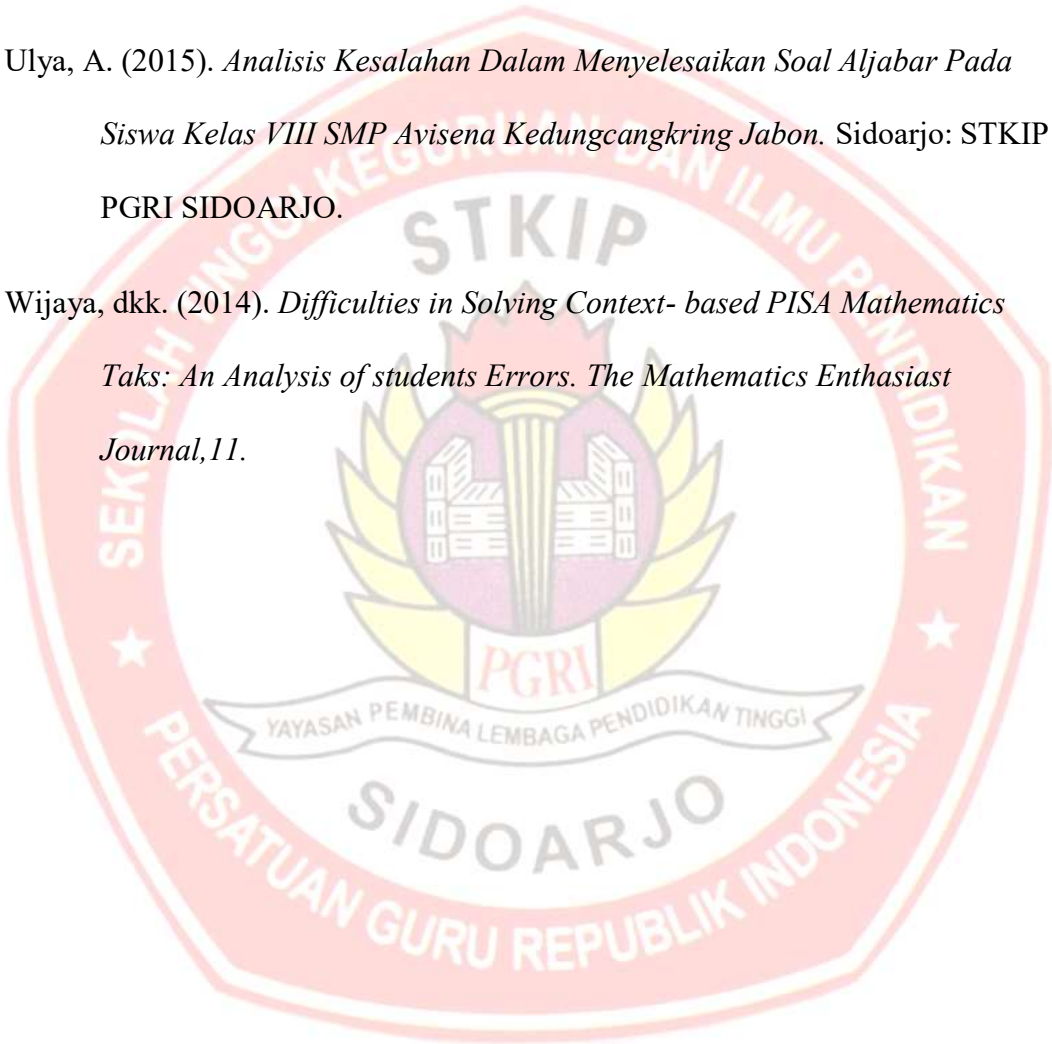 Ulya, A. (2015). Analisis Kesalahan Dalam Menyelesaikan Soal Aljabar Pada
Siswa Kelas VIII SMP Avisena Kedungcangkring Jabon. Sidoarjo: STKIP
PGRI SIDOARJO.
Wijaya, dkk. (2014). Difficulties in Solving Context- based PISA Mathematics
Taks: An Analysis of students Errors. The Mathematics Enthasiast
Journal,11.
SEKOLAH TINGGI KEGURUAN DAN ILMU PENDIDIKAN
STKIP
PGRI
YAYASAN PEMBINA LEMBAGA PENDIDIKAN TINGGI
SIDOARJO
PERSATUAN GURU REPUBLIK INDONESIA